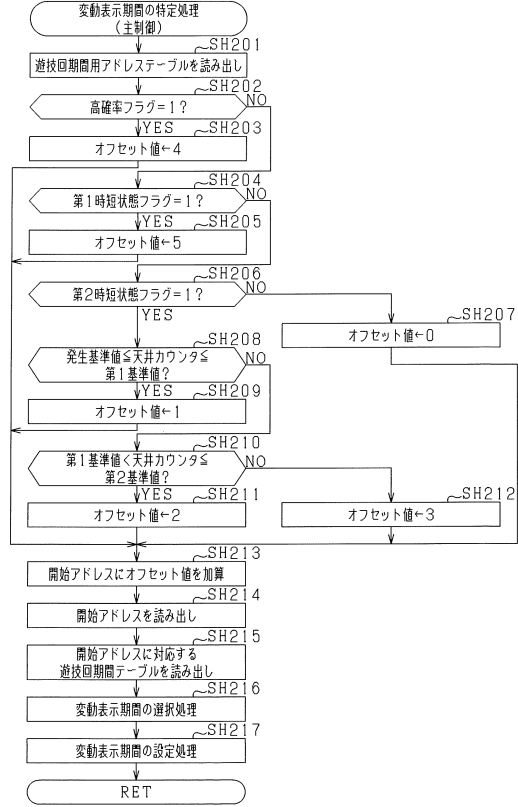 変動表示期間の特定処理
(主制御)
SH201
遊技回期間用アドレステーブルを読み出し
SH202
高確率フラグ=1?
NO
YES
SH203
オフセット値←4
SH204
第1時短状態フラグ=1?
NO
YES
SH205
オフセット値←5
SH206
第2時短状態フラグ=1?
NO
YES
SH207
オフセット値←0
SH208
発生基準値≦天井カウンタ≦
第1基準値?
NO
YES
SH209
オフセット値←1
SH210
第1基準値<天井カウンタ≦
第2基準値?
NO
YES
SH211
オフセット値←2
SH212
オフセット値←3
SH213
開始アドレスにオフセット値を加算
SH214
開始アドレスを読み出し
SH215
開始アドレスに対応する
遊技回期間テーブルを読み出し
SH216
変動表示期間の選択処理
SH217
変動表示期間の設定処理
RET